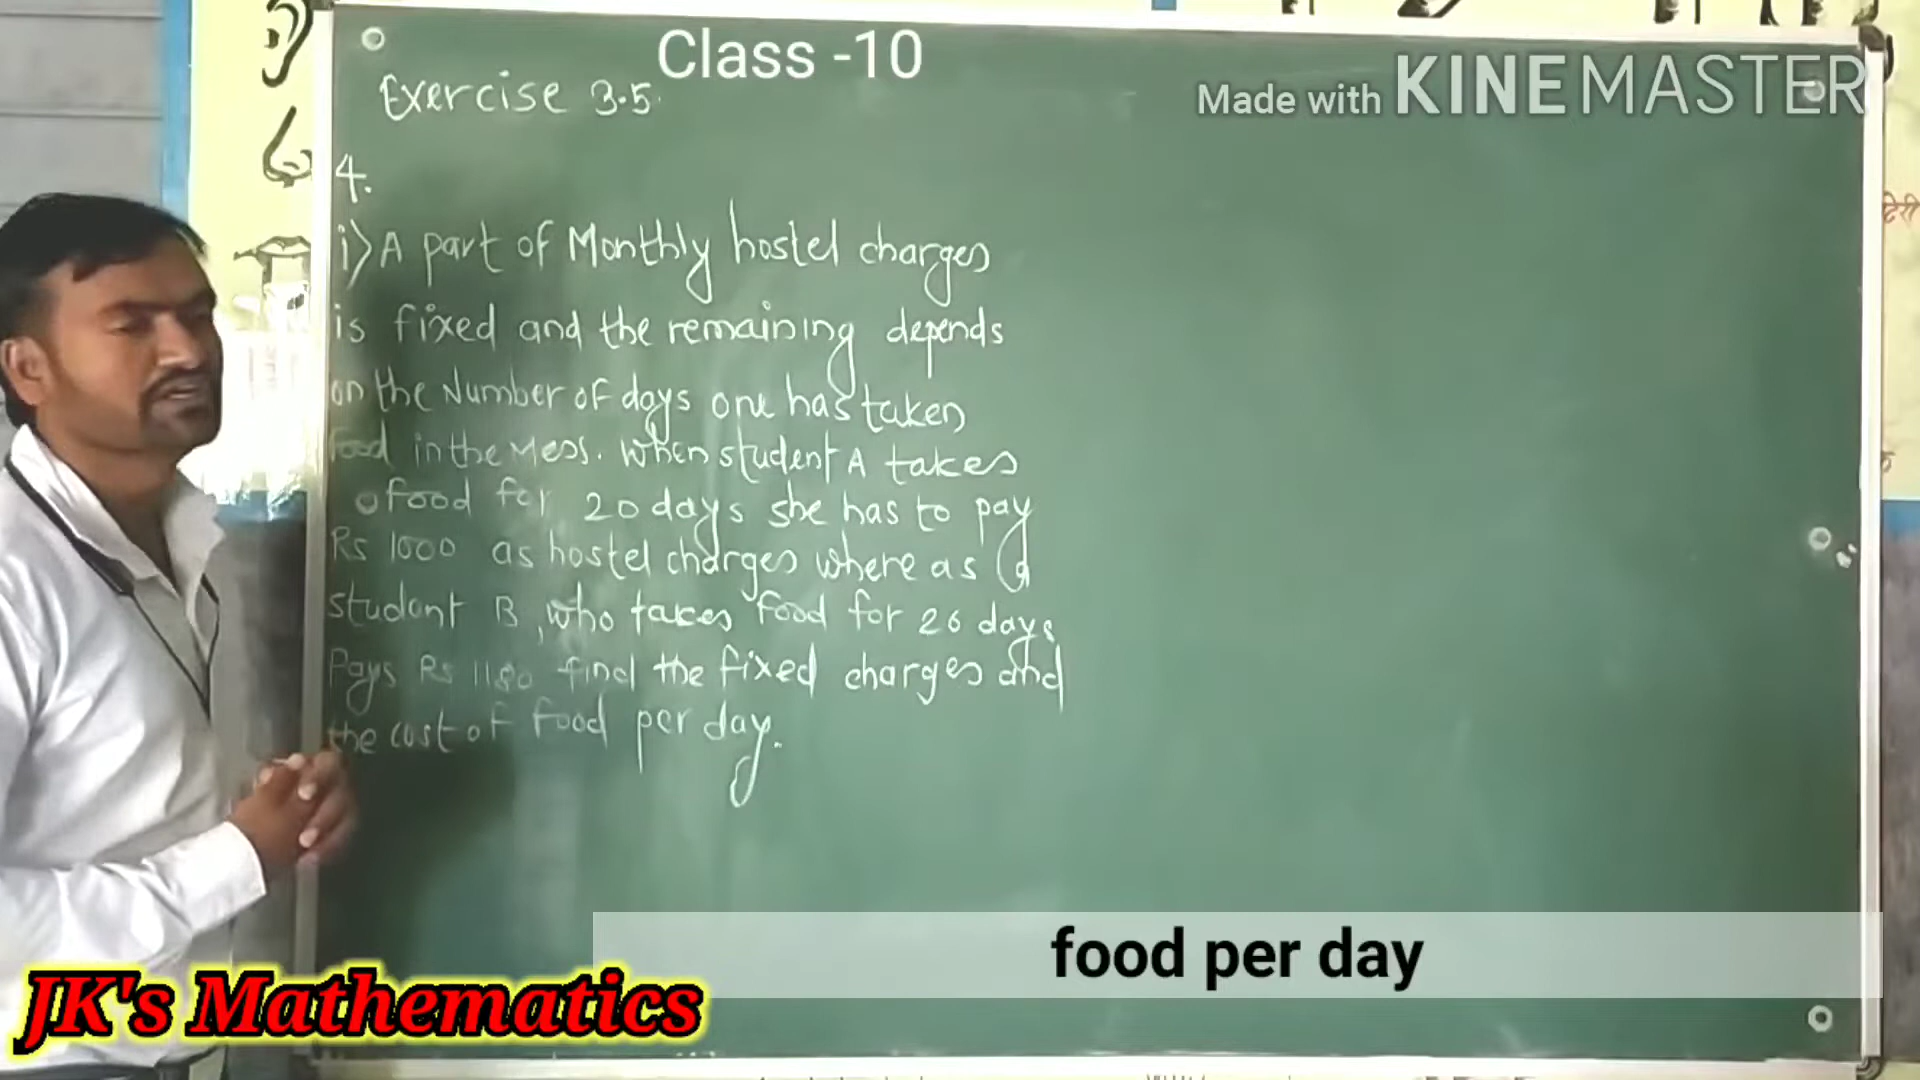 Class -10
Made with KINEMASTER
Exercise 3.5
4.
i) A part of Monthly hostel charges
is fixed and the remaining depends
on the Number of days one has taken
food in the Mess. When student A takes
food for 20 days she has to pay
Rs 1000 as hostel charges where as a
student B, who takes food for 26 days
Pays Rs 1180 find the fixed charges and
the cost of food per day.
food per day
JK's Mathematics